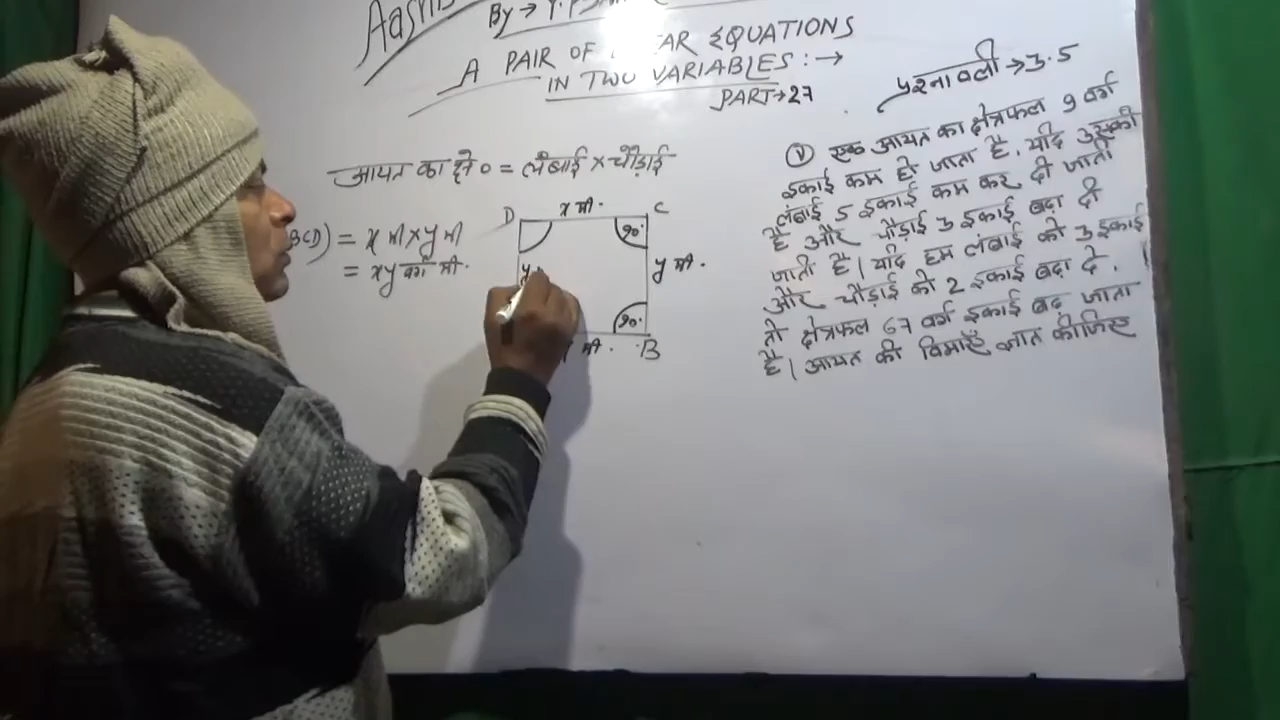 By →
A PAIR OF LINEAR EQUATIONS
IN TWO VARIABLES : →
PART → 27
प्रश्नावली → 3.5
आयत का क्षे० = लंबाई × चौड़ाई
= x मी × y मी
= xy वर्ग मी.
D x मी. C
90°
y मी.
y
90°
मी. B
(v) एक आयत का क्षेत्रफल 9 वर्ग
इकाई कम हो जाता है, यदि उसकी
लंबाई 5 इकाई कम कर दी जाती
है और चौड़ाई 3 इकाई बढ़ा दी
जाती है। यदि हम लंबाई को 3 इकाई
और चौड़ाई को 2 इकाई बढ़ा दे,
तो क्षेत्रफल 67 वर्ग इकाई बढ़ जाता
है। आयत की विमाएँ ज्ञात कीजिए